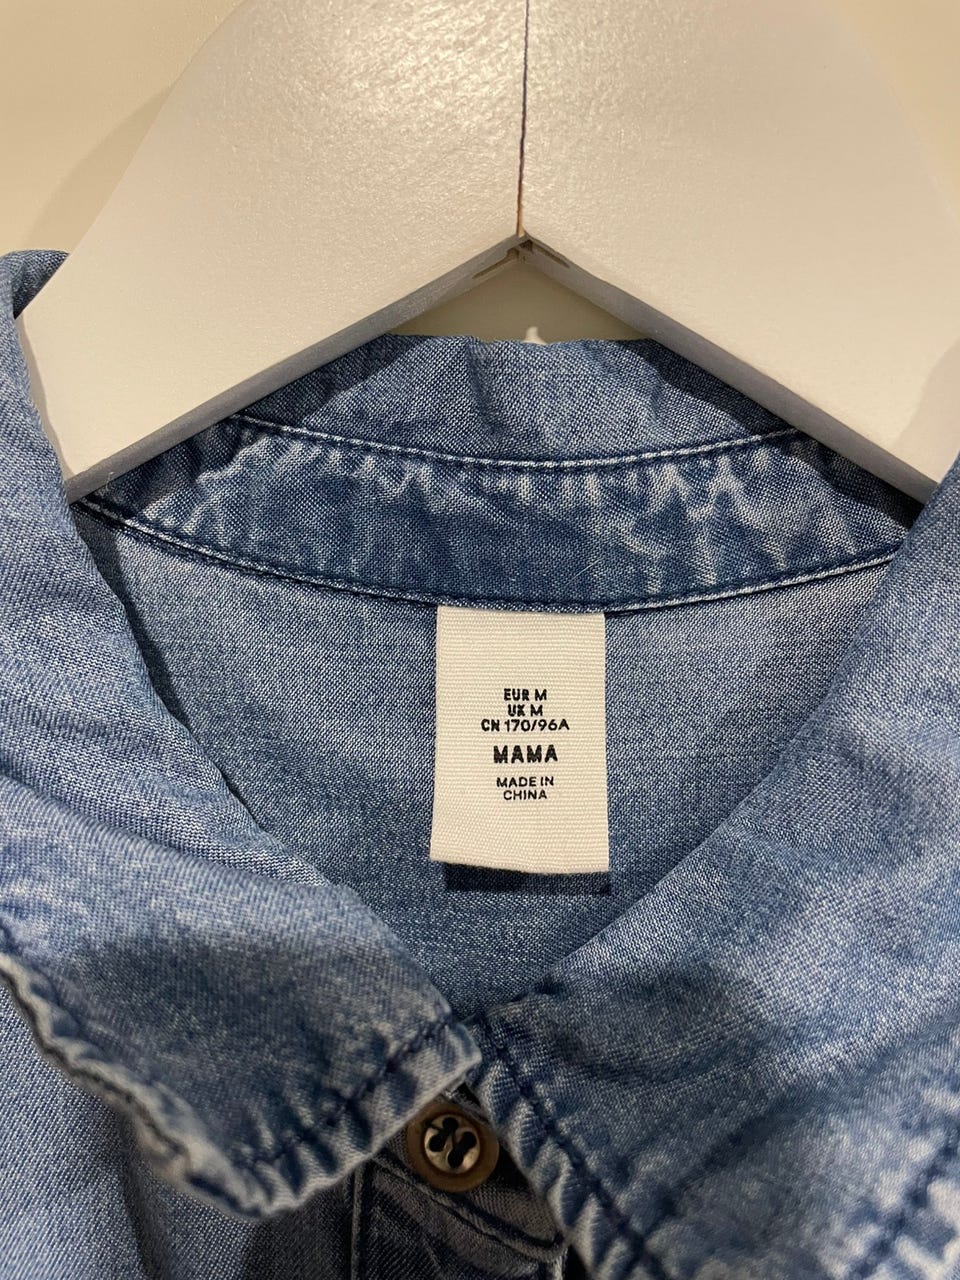 EUR M
UK M
CN 170/96A
MAMA
MADE IN
CHINA